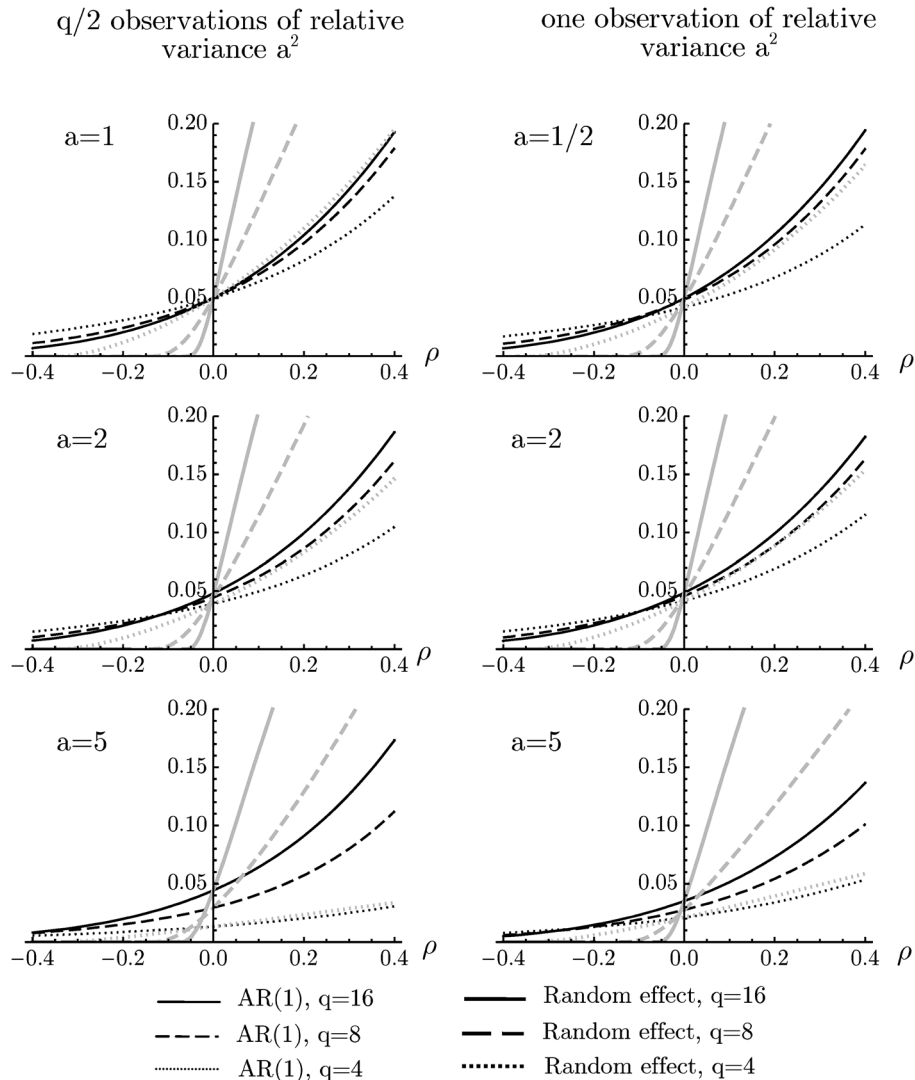 q/2 observations of relative
variance a²
one observation of relative
variance a²
a=1
0.20
0.15
0.10
0.05
−0.4
−0.2
0.0
0.2
0.4
ρ
a=1/2
0.20
0.15
0.10
0.05
−0.4
−0.2
0.0
0.2
0.4
ρ
a=2
0.20
0.15
0.10
0.05
−0.4
−0.2
0.0
0.2
0.4
ρ
a=2
0.20
0.15
0.10
0.05
−0.4
−0.2
0.0
0.2
0.4
ρ
a=5
0.20
0.15
0.10
0.05
−0.4
−0.2
0.0
0.2
0.4
ρ
a=5
0.20
0.15
0.10
0.05
−0.4
−0.2
0.0
0.2
0.4
ρ
AR(1), q=16
AR(1), q=8
AR(1), q=4
Random effect, q=16
Random effect, q=8
Random effect, q=4